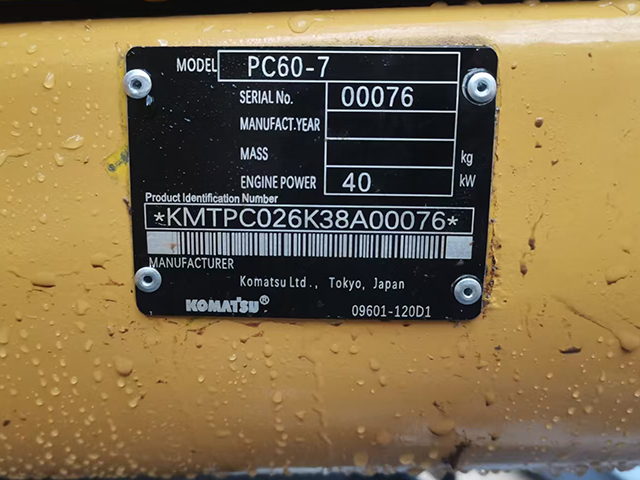 MODEL PC60-7
SERIAL No. 00076
MANUFACT.YEAR
MASS kg
ENGINE POWER 40 kW
Product Identification Number
*KMTPC026K38A00076*
MANUFACTURER
Komatsu Ltd., Tokyo, Japan
KOMATSU® 09601-120D1